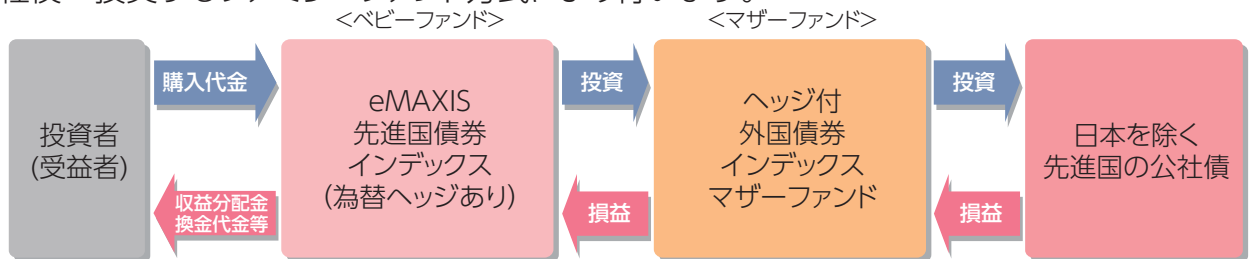 <ベビーファンド>
<マザーファンド>
投資者
(受益者)
購入代金
収益分配金
換金代金等
eMAXIS
先進国債券
インデックス
(為替ヘッジあり)
投資
損益
ヘッジ付
外国債券
インデックス
マザーファンド
投資
損益
日本を除く
先進国の公社債